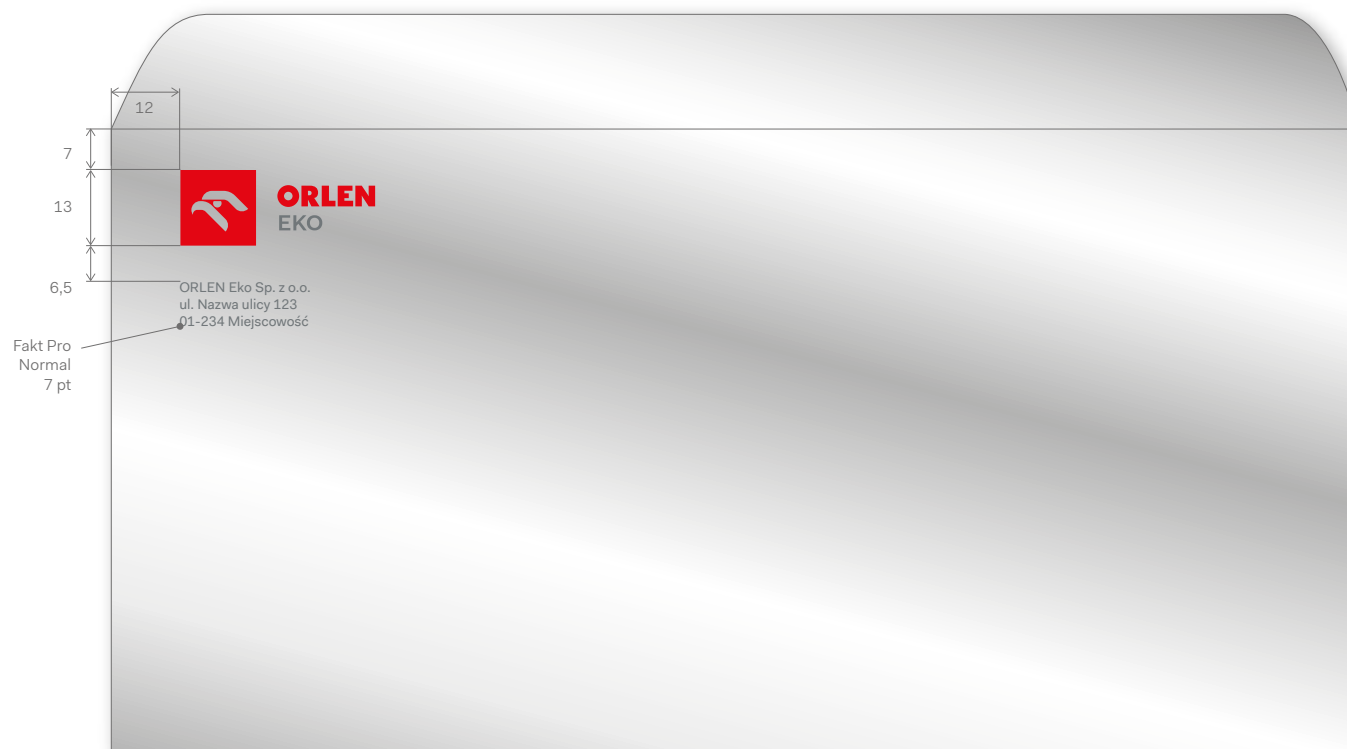 12
7
13
6,5
ORLEN
EKO
ORLEN Eko Sp. z o.o.
ul. Nazwa ulicy 123
01-234 Miejscowość
Fakt Pro
Normal
7 pt